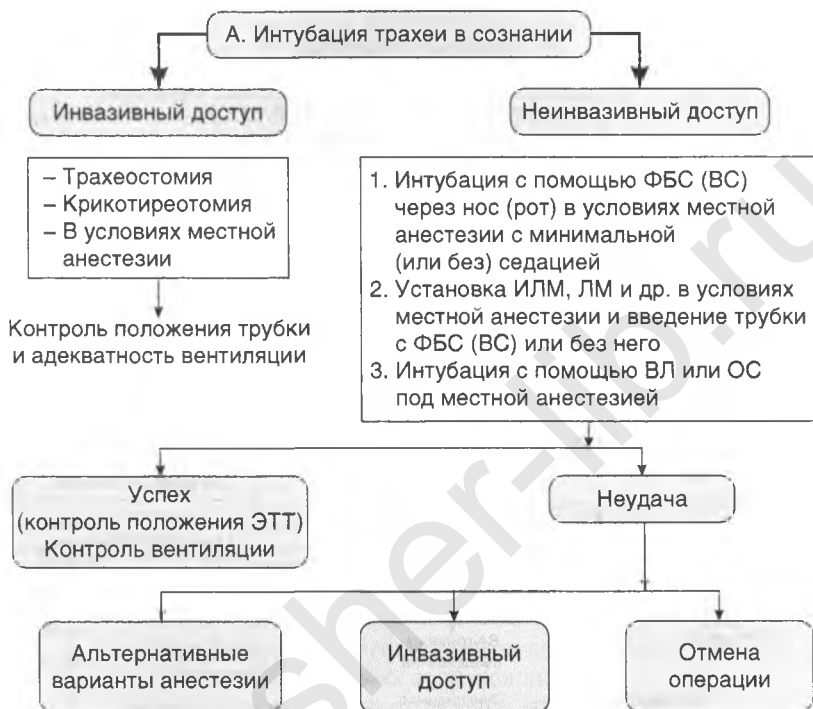 А. Интубация трахеи в сознании
Инвазивный доступ
Неинвазивный доступ
– Трахеостомия
– Крикотиреотомия
– В условиях местной
анестезии
Контроль положения трубки
и адекватность вентиляции
1. Интубация с помощью ФБС (ВС)
через нос (рот) в условиях местной
анестезии с минимальной
(или без) седацией
2. Установка ИЛМ, ЛМ и др. в условиях
местной анестезии и введение трубки
с ФБС (ВС) или без него
3. Интубация с помощью ВЛ или ОС
под местной анестезией
Успех
(контроль положения ЭТТ)
Контроль вентиляции
Неудача
Альтернативные
варианты анестезии
Инвазивный
доступ
Отмена
операции
sher-lib.ru